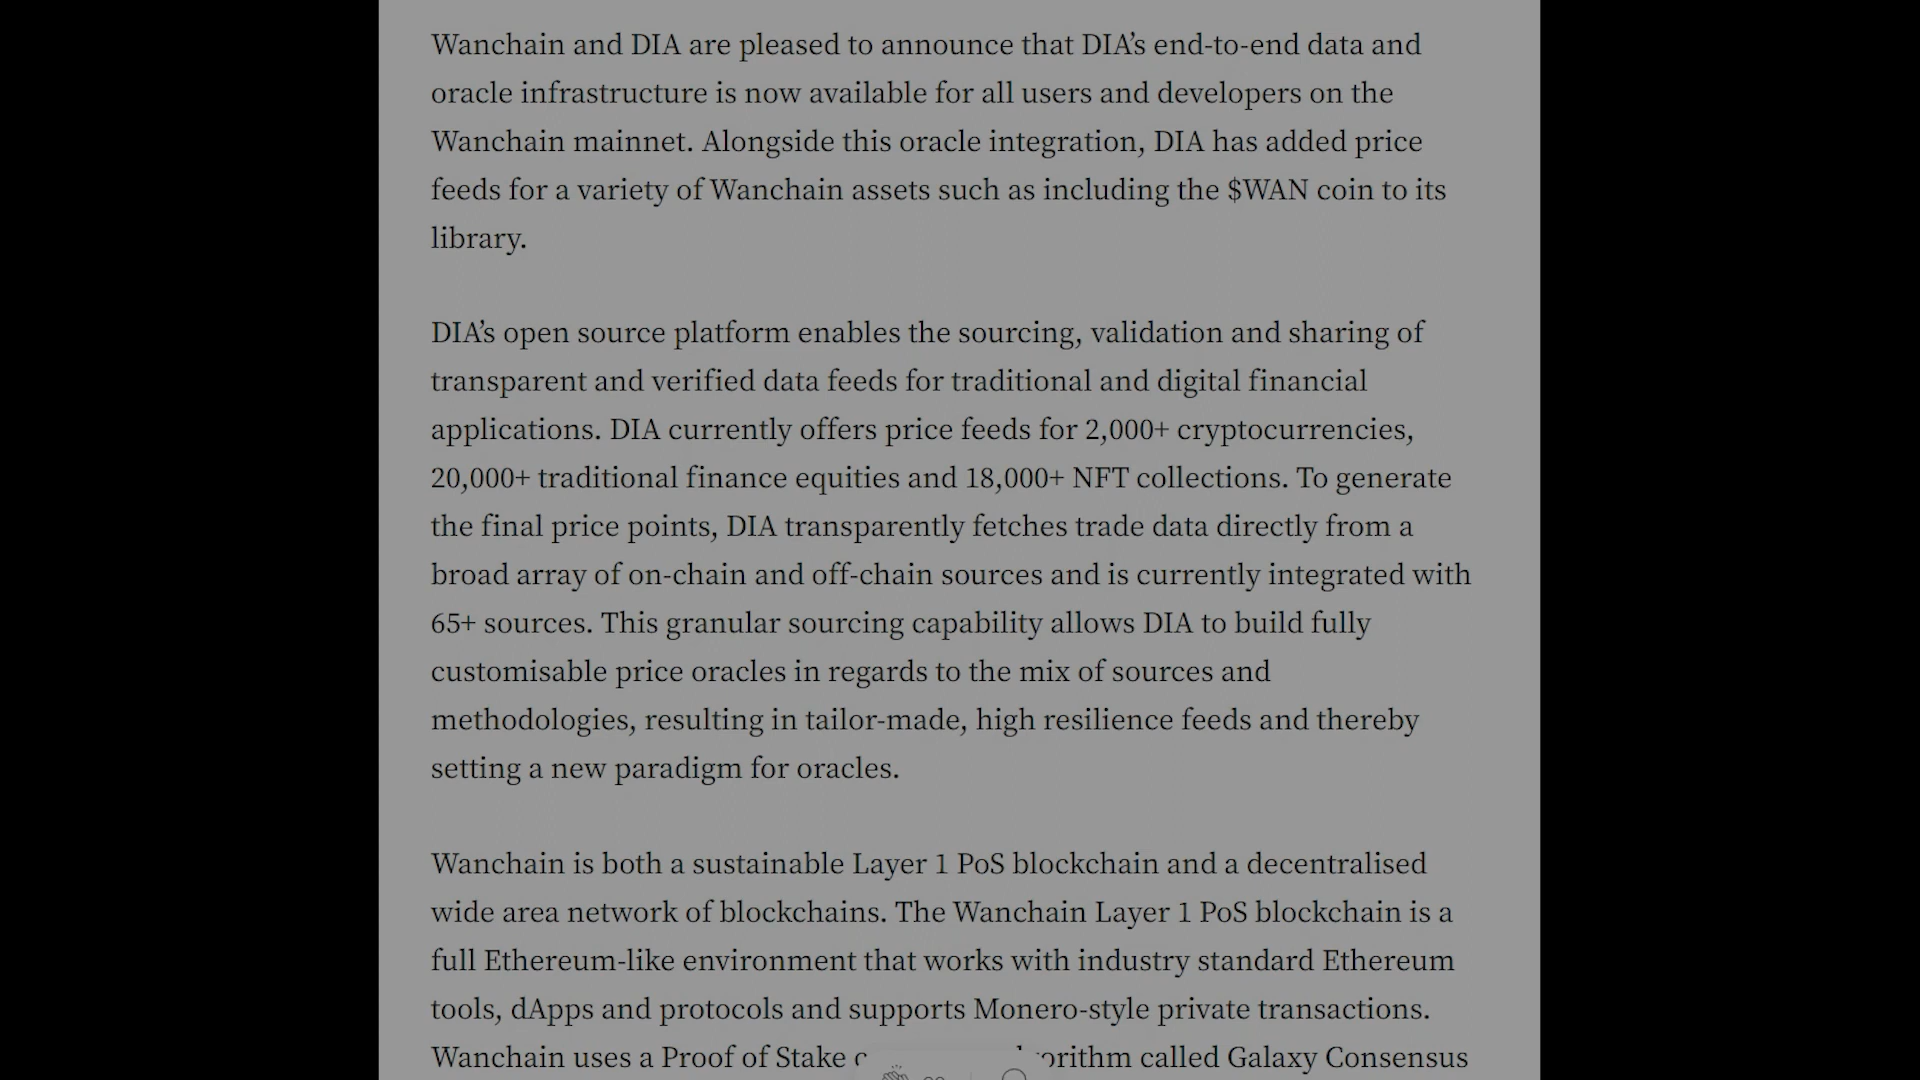 Wanchain and DIA are pleased to announce that DIA’s end-to-end data and
oracle infrastructure is now available for all users and developers on the
Wanchain mainnet. Alongside this oracle integration, DIA has added price
feeds for a variety of Wanchain assets such as including the $WAN coin to its
library.
DIA’s open source platform enables the sourcing, validation and sharing of
transparent and verified data feeds for traditional and digital financial
applications. DIA currently offers price feeds for 2,000+ cryptocurrencies,
20,000+ traditional finance equities and 18,000+ NFT collections. To generate
the final price points, DIA transparently fetches trade data directly from a
broad array of on-chain and off-chain sources and is currently integrated with
65+ sources. This granular sourcing capability allows DIA to build fully
customisable price oracles in regards to the mix of sources and
methodologies, resulting in tailor-made, high resilience feeds and thereby
setting a new paradigm for oracles.
Wanchain is both a sustainable Layer 1 PoS blockchain and a decentralised
wide area network of blockchains. The Wanchain Layer 1 PoS blockchain is a
full Ethereum-like environment that works with industry standard Ethereum
tools, dApps and protocols and supports Monero-style private transactions.
Wanchain uses a Proof of Stake called Galaxy Consensus